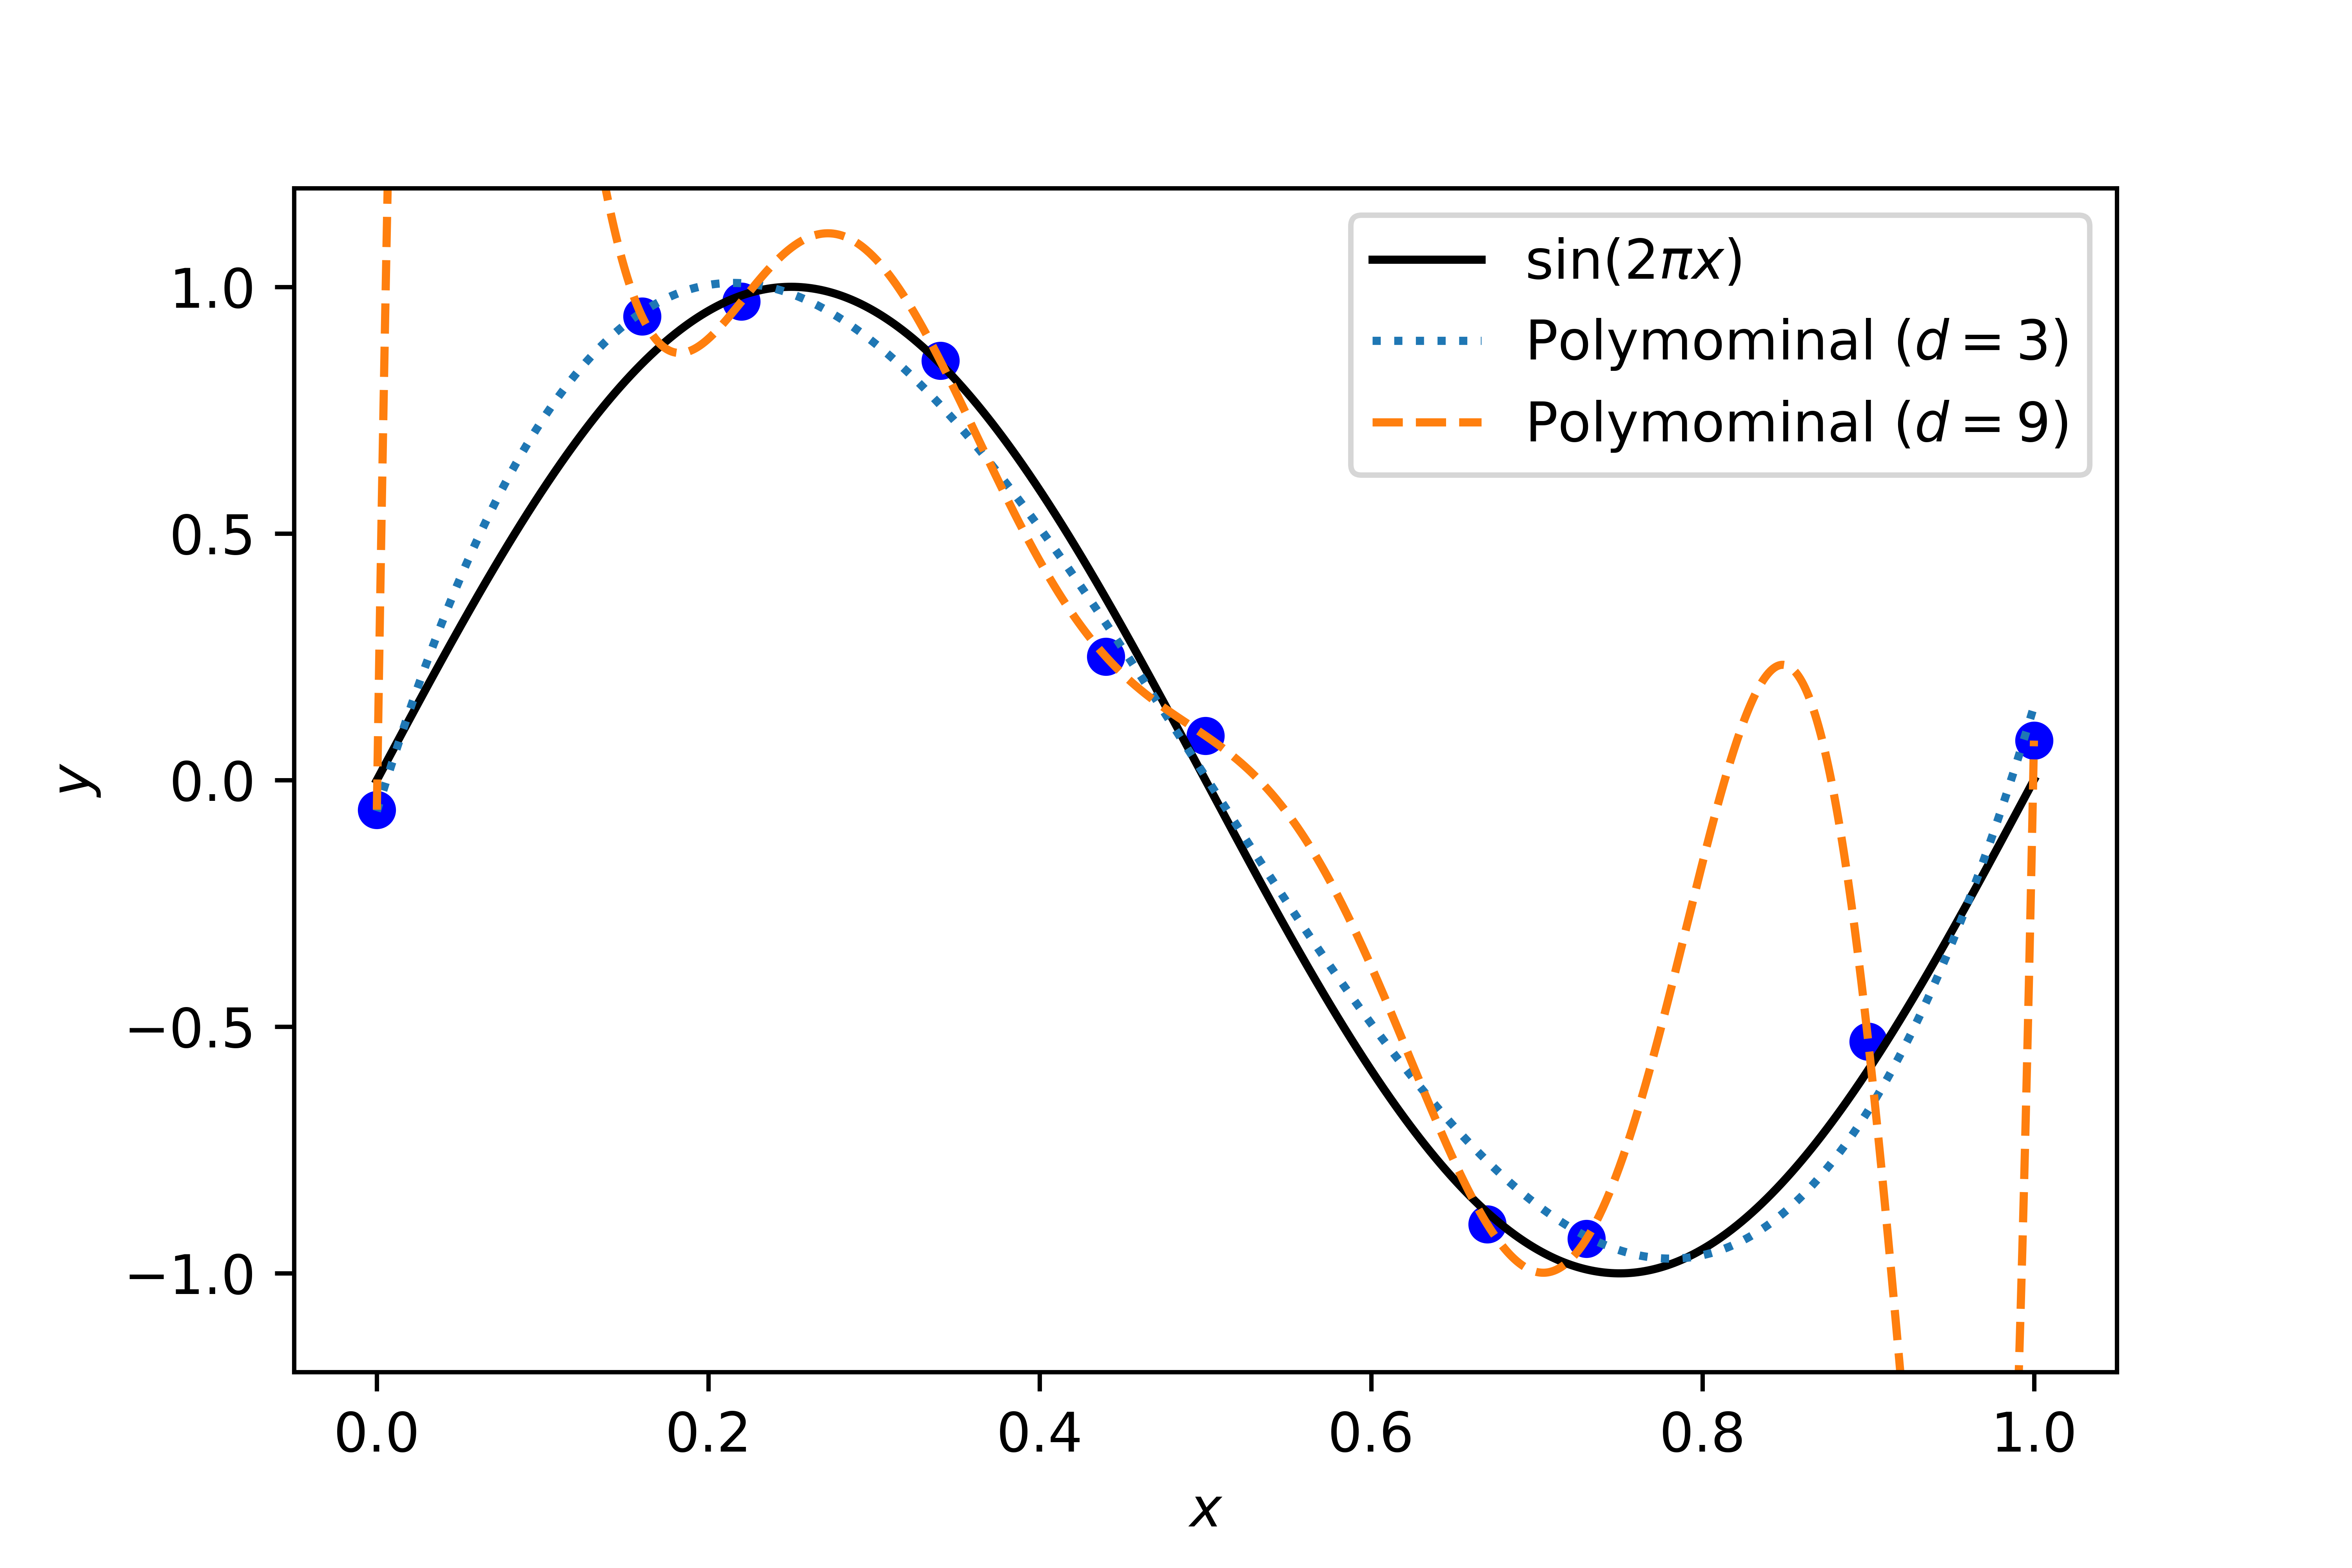 sin(2πx)
Polymominal (d = 3)
Polymominal (d = 9)
1.0
0.5
0.0
−0.5
−1.0
y
0.0 0.2 0.4 0.6 0.8 1.0
x